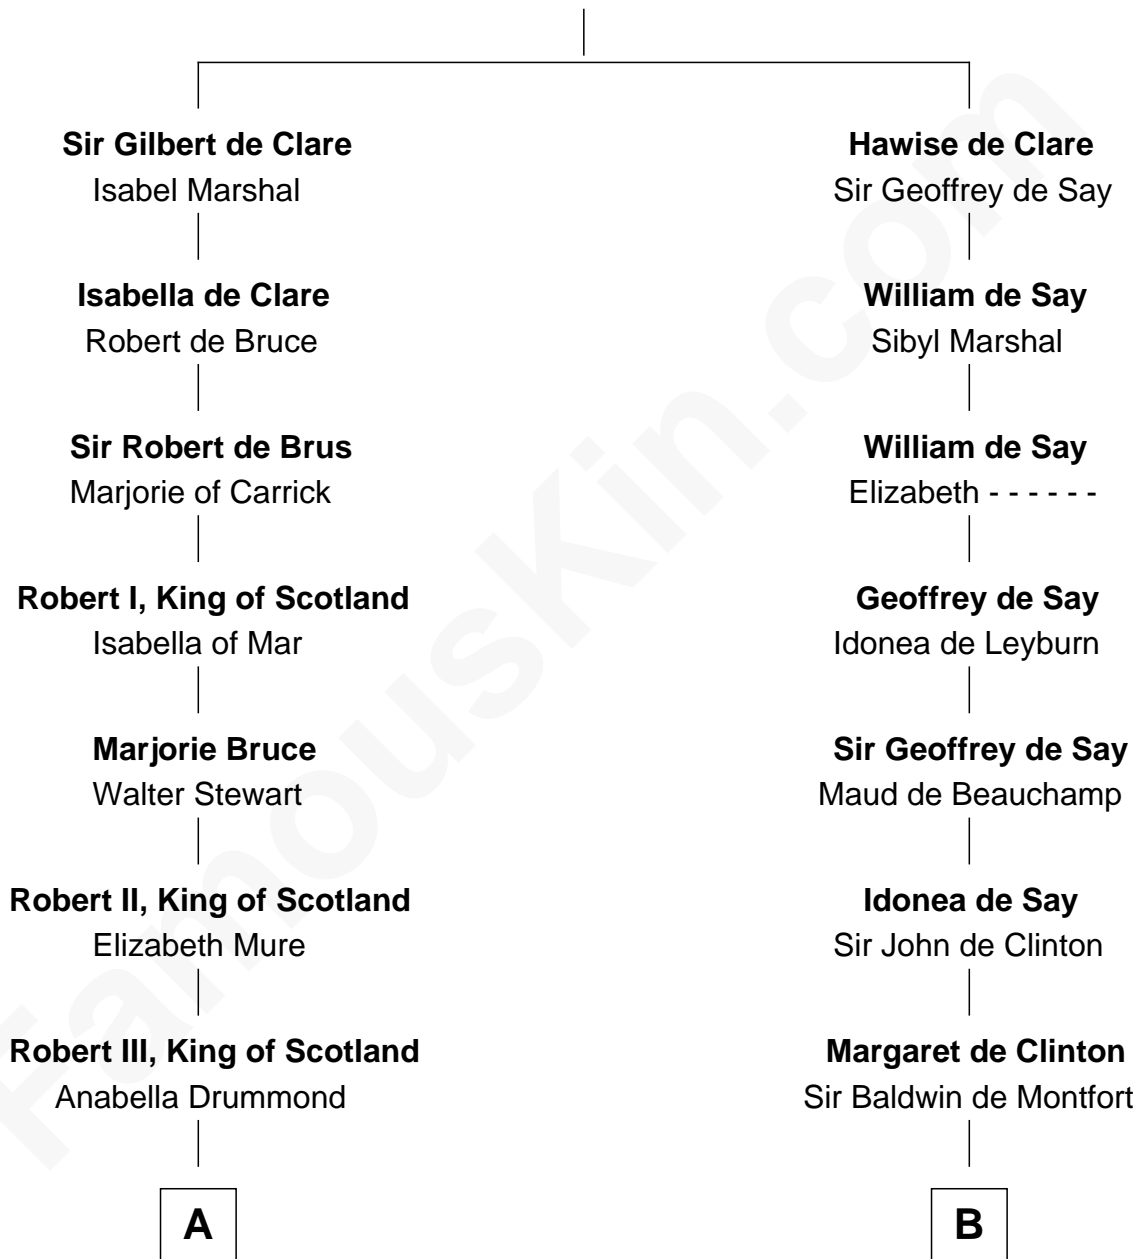 Sir Gilbert de Clare
Isabel Marshal
Hawise de Clare
Sir Geoffrey de Say
Isabella de Clare
Robert de Bruce
William de Say
Sibyl Marshal
Sir Robert de Brus
Marjorie of Carrick
William de Say
Elizabeth - - - - - -
Robert I, King of Scotland
Isabella of Mar
Geoffrey de Say
Idonea de Leyburn
Marjorie Bruce
Walter Stewart
Sir Geoffrey de Say
Maud de Beauchamp
Robert II, King of Scotland
Elizabeth Mure
Idonea de Say
Sir John de Clinton
Robert III, King of Scotland
Anabella Drummond
Margaret de Clinton
Sir Baldwin de Montfort
A
B
FamousKin.com